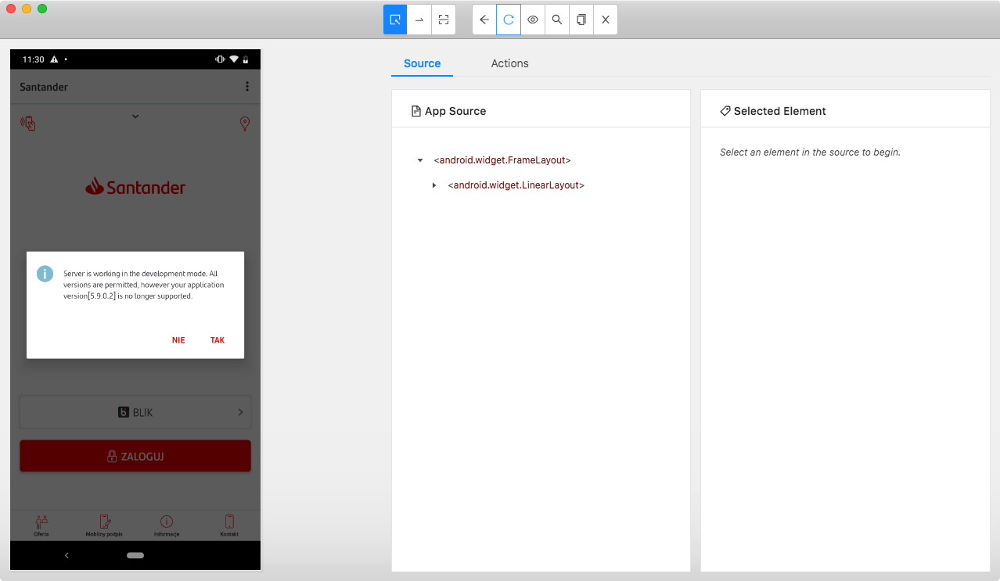 11:30
Santander
Santander
Server is working in the development mode. All
versions are permitted, however your application
version[5.9.0.2] is no longer supported.
NIE TAK
BLIK
ZALOGUJ
Oferta Mobilny podpis Informacje Kontakt
Source Actions
App Source
<android.widget.FrameLayout>
<android.widget.LinearLayout>
Selected Element
Select an element in the source to begin.